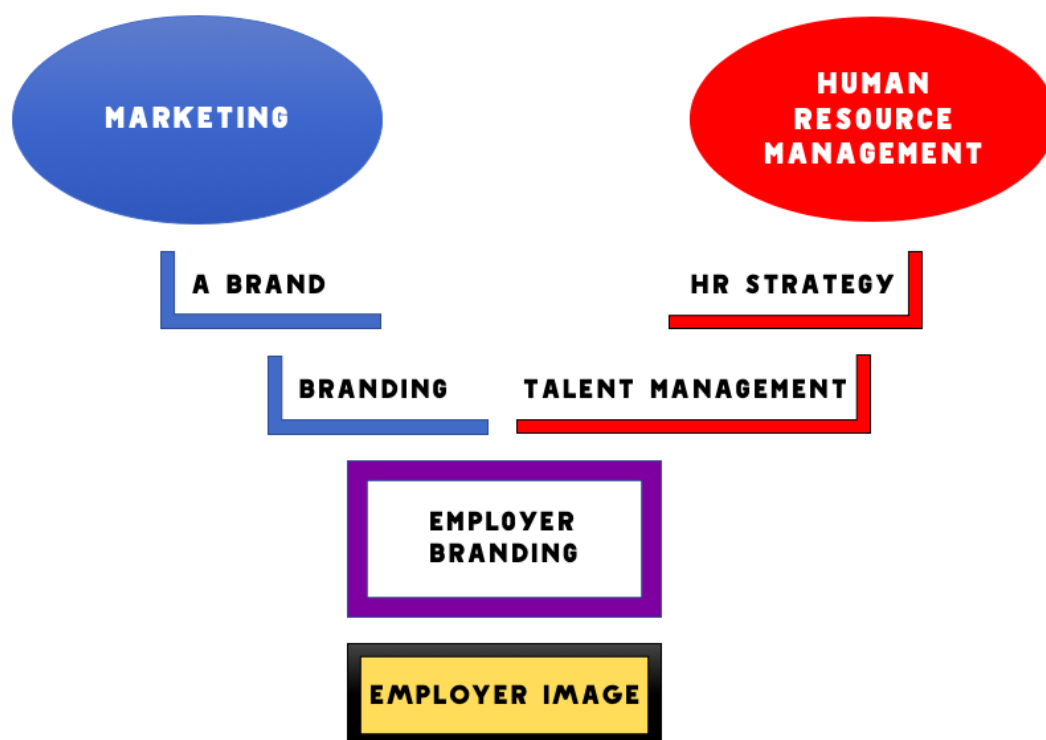 MARKETING
HUMAN
RESOURCE
MANAGEMENT
A BRAND
HR STRATEGY
BRANDING
TALENT MANAGEMENT
EMPLOYER
BRANDING
EMPLOYER IMAGE